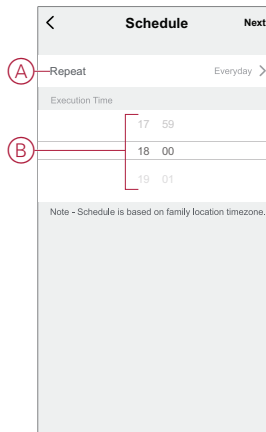 Schedule Next
A Repeat Everyday
Execution Time
17 59
B 18 00
19 01
Note - Schedule is based on family location timezone.